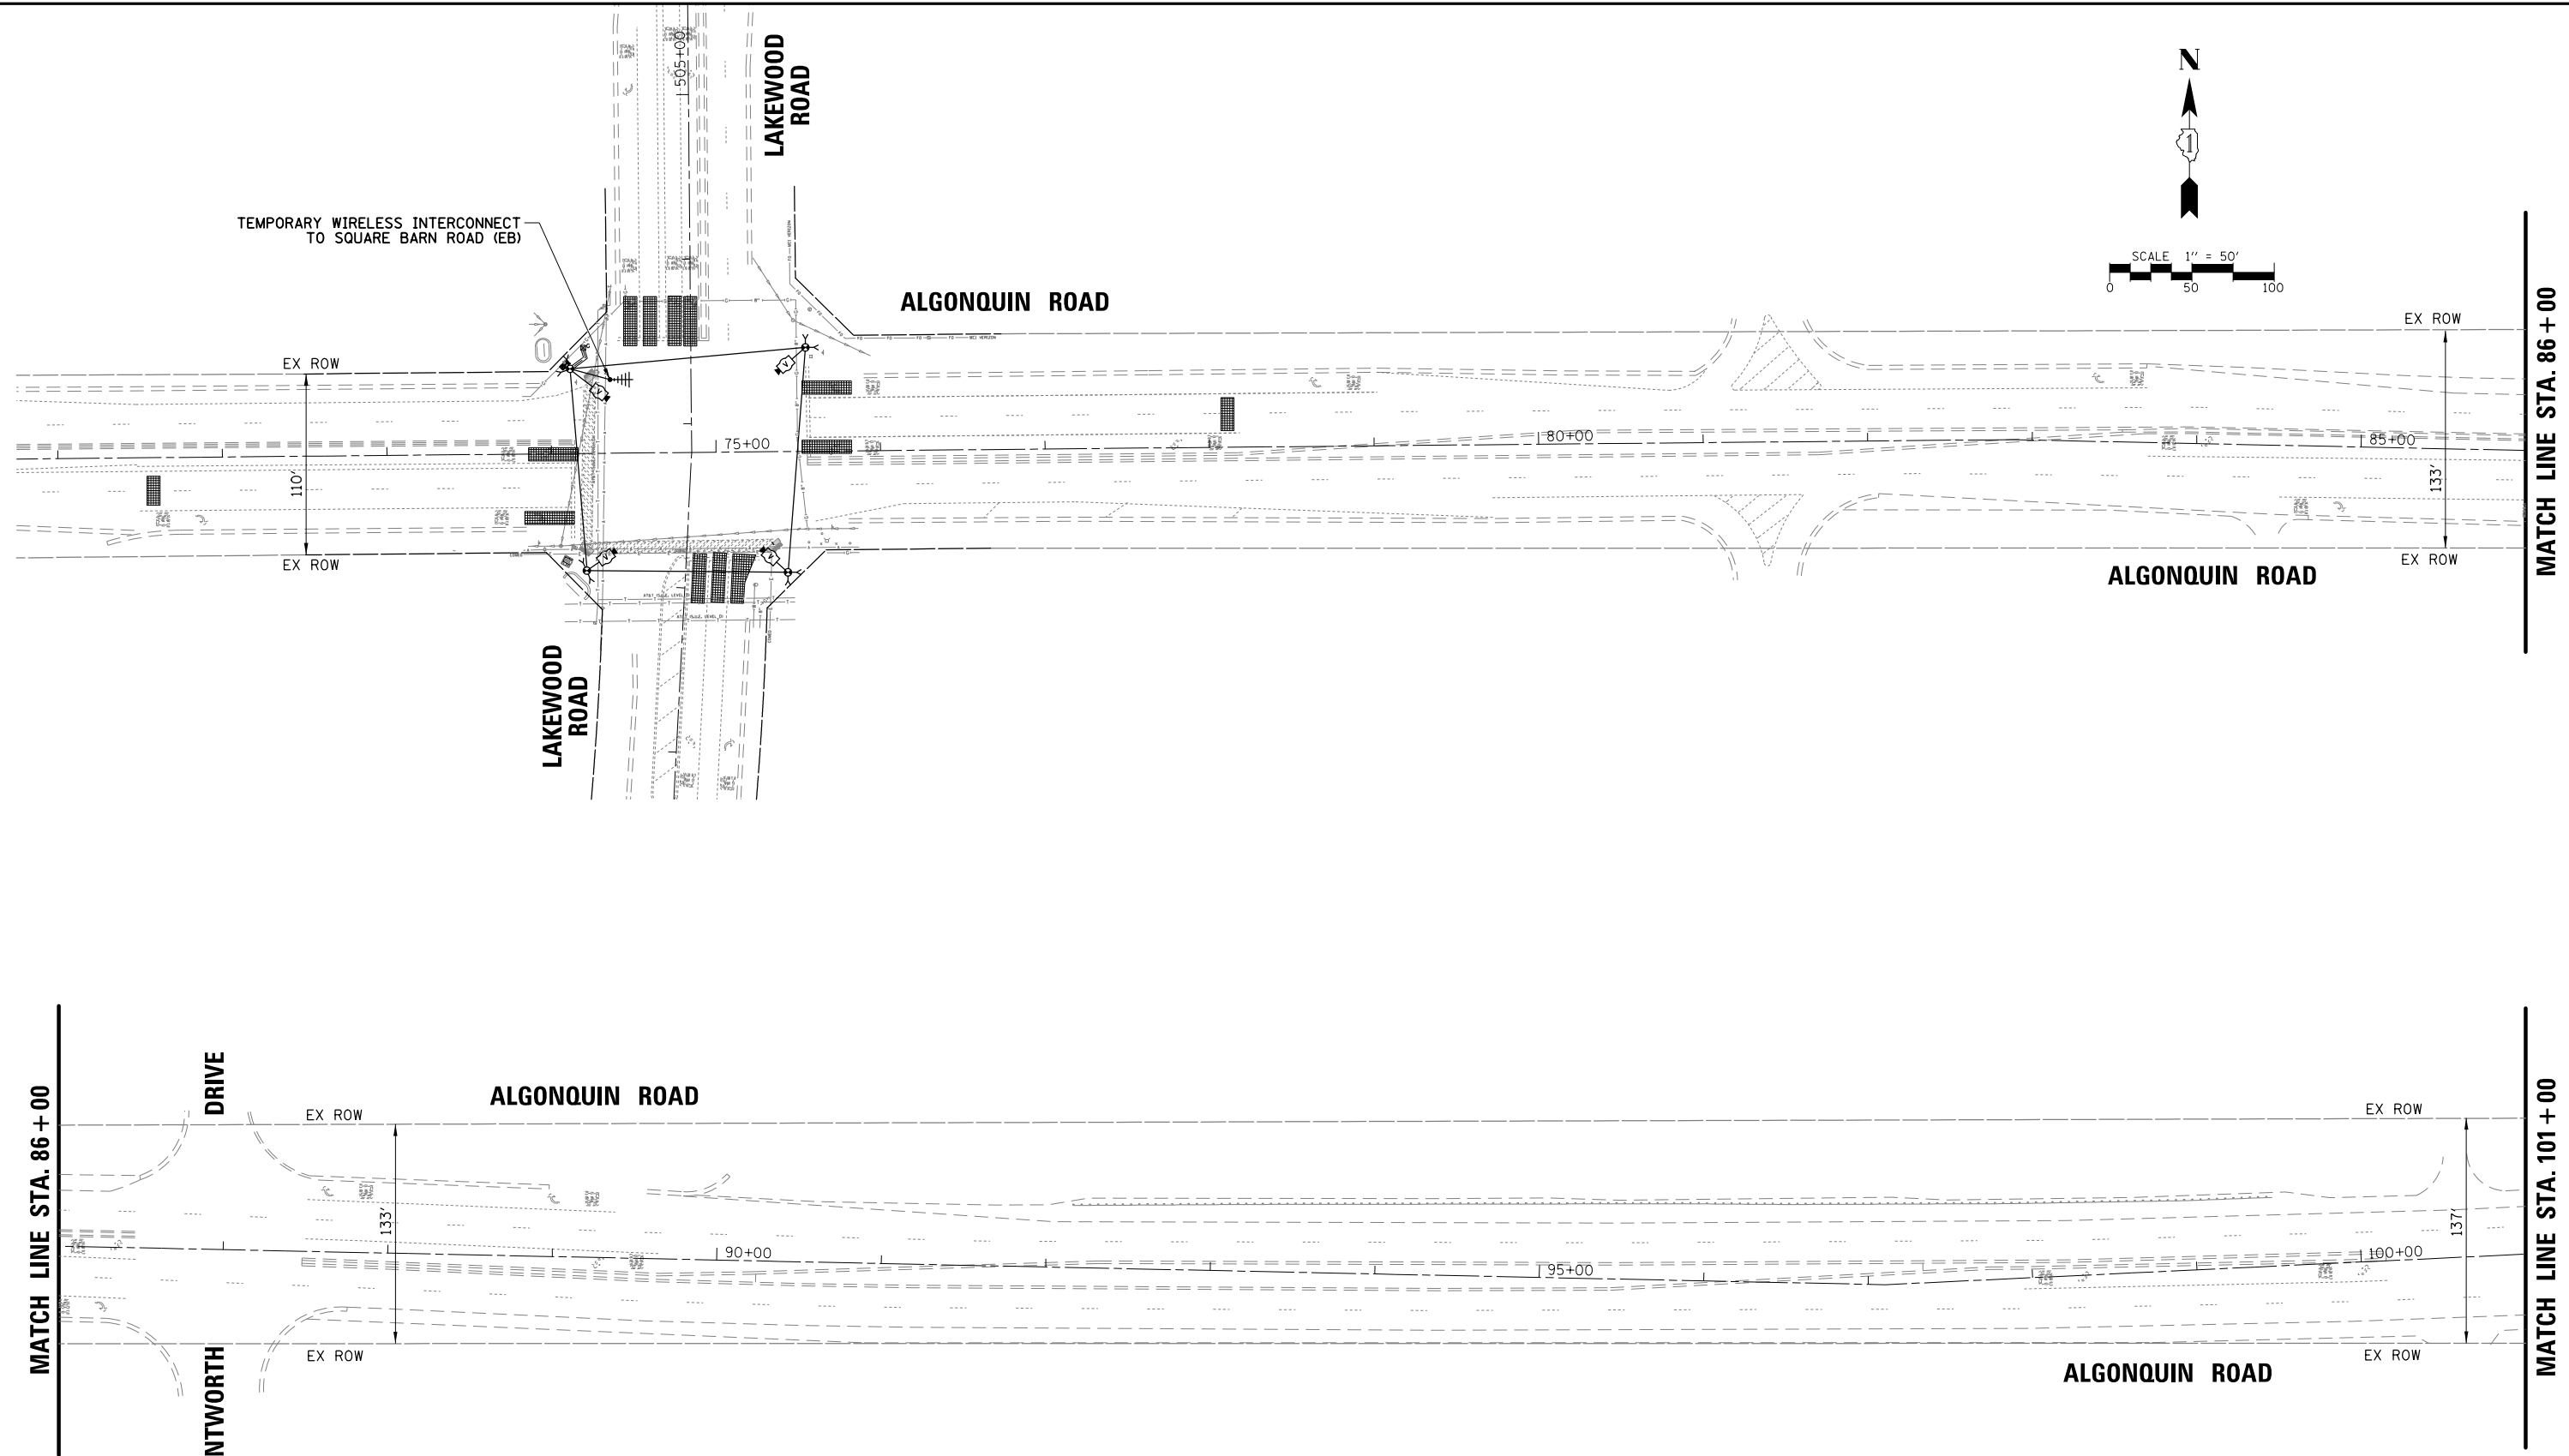 505+00
LAKEWOOD
ROAD
N
1
TEMPORARY WIRELESS INTERCONNECT
TO SQUARE BARN ROAD (EB)
SCALE 1" = 50'
0 50 100
ALGONQUIN ROAD
EX ROW
EX ROW
MATCH LINE STA. 86+00
75+00
80+00
85+00
110'
133'
EX ROW
EX ROW
ALGONQUIN ROAD
LAKEWOOD
ROAD
MATCH LINE STA. 86+00
DRIVE
ALGONQUIN ROAD
EX ROW
EX ROW
MATCH LINE STA. 101+00
133'
137'
90+00
95+00
100+00
EX ROW
EX ROW
ALGONQUIN ROAD
NTWORTH